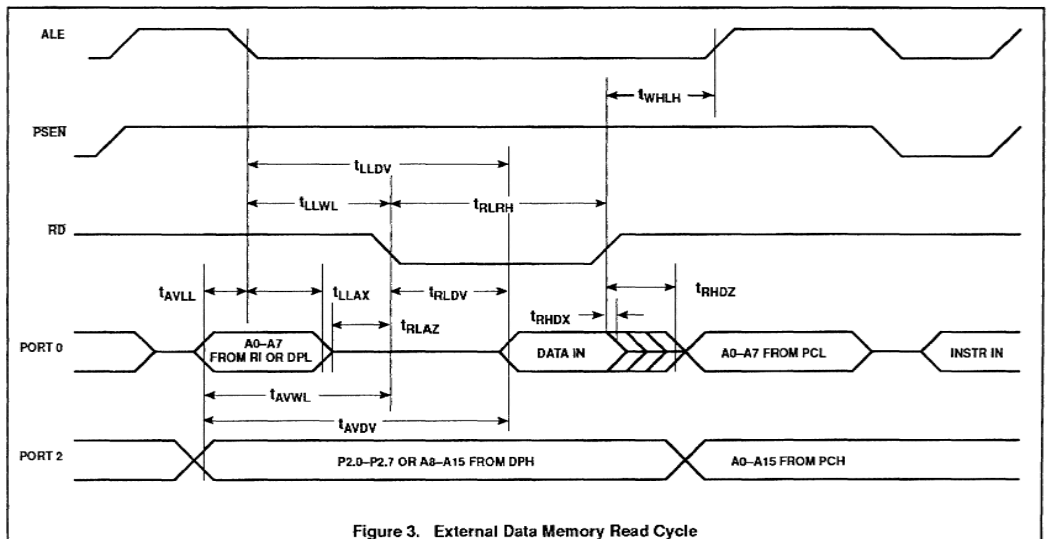 ALE
tWHLH
PSEN
tLLDV
tLLWL
tRLRH
RD
tAVLL
tLLAX
tRLDV
tRHDZ
tRHDX
tRLAZ
PORT 0
A0–A7
FROM RI OR DPL
DATA IN
A0–A7 FROM PCL
INSTR IN
tAVWL
tAVDV
PORT 2
P2.0–P2.7 OR A8–A15 FROM DPH
A0–A15 FROM PCH
Figure 3. External Data Memory Read Cycle